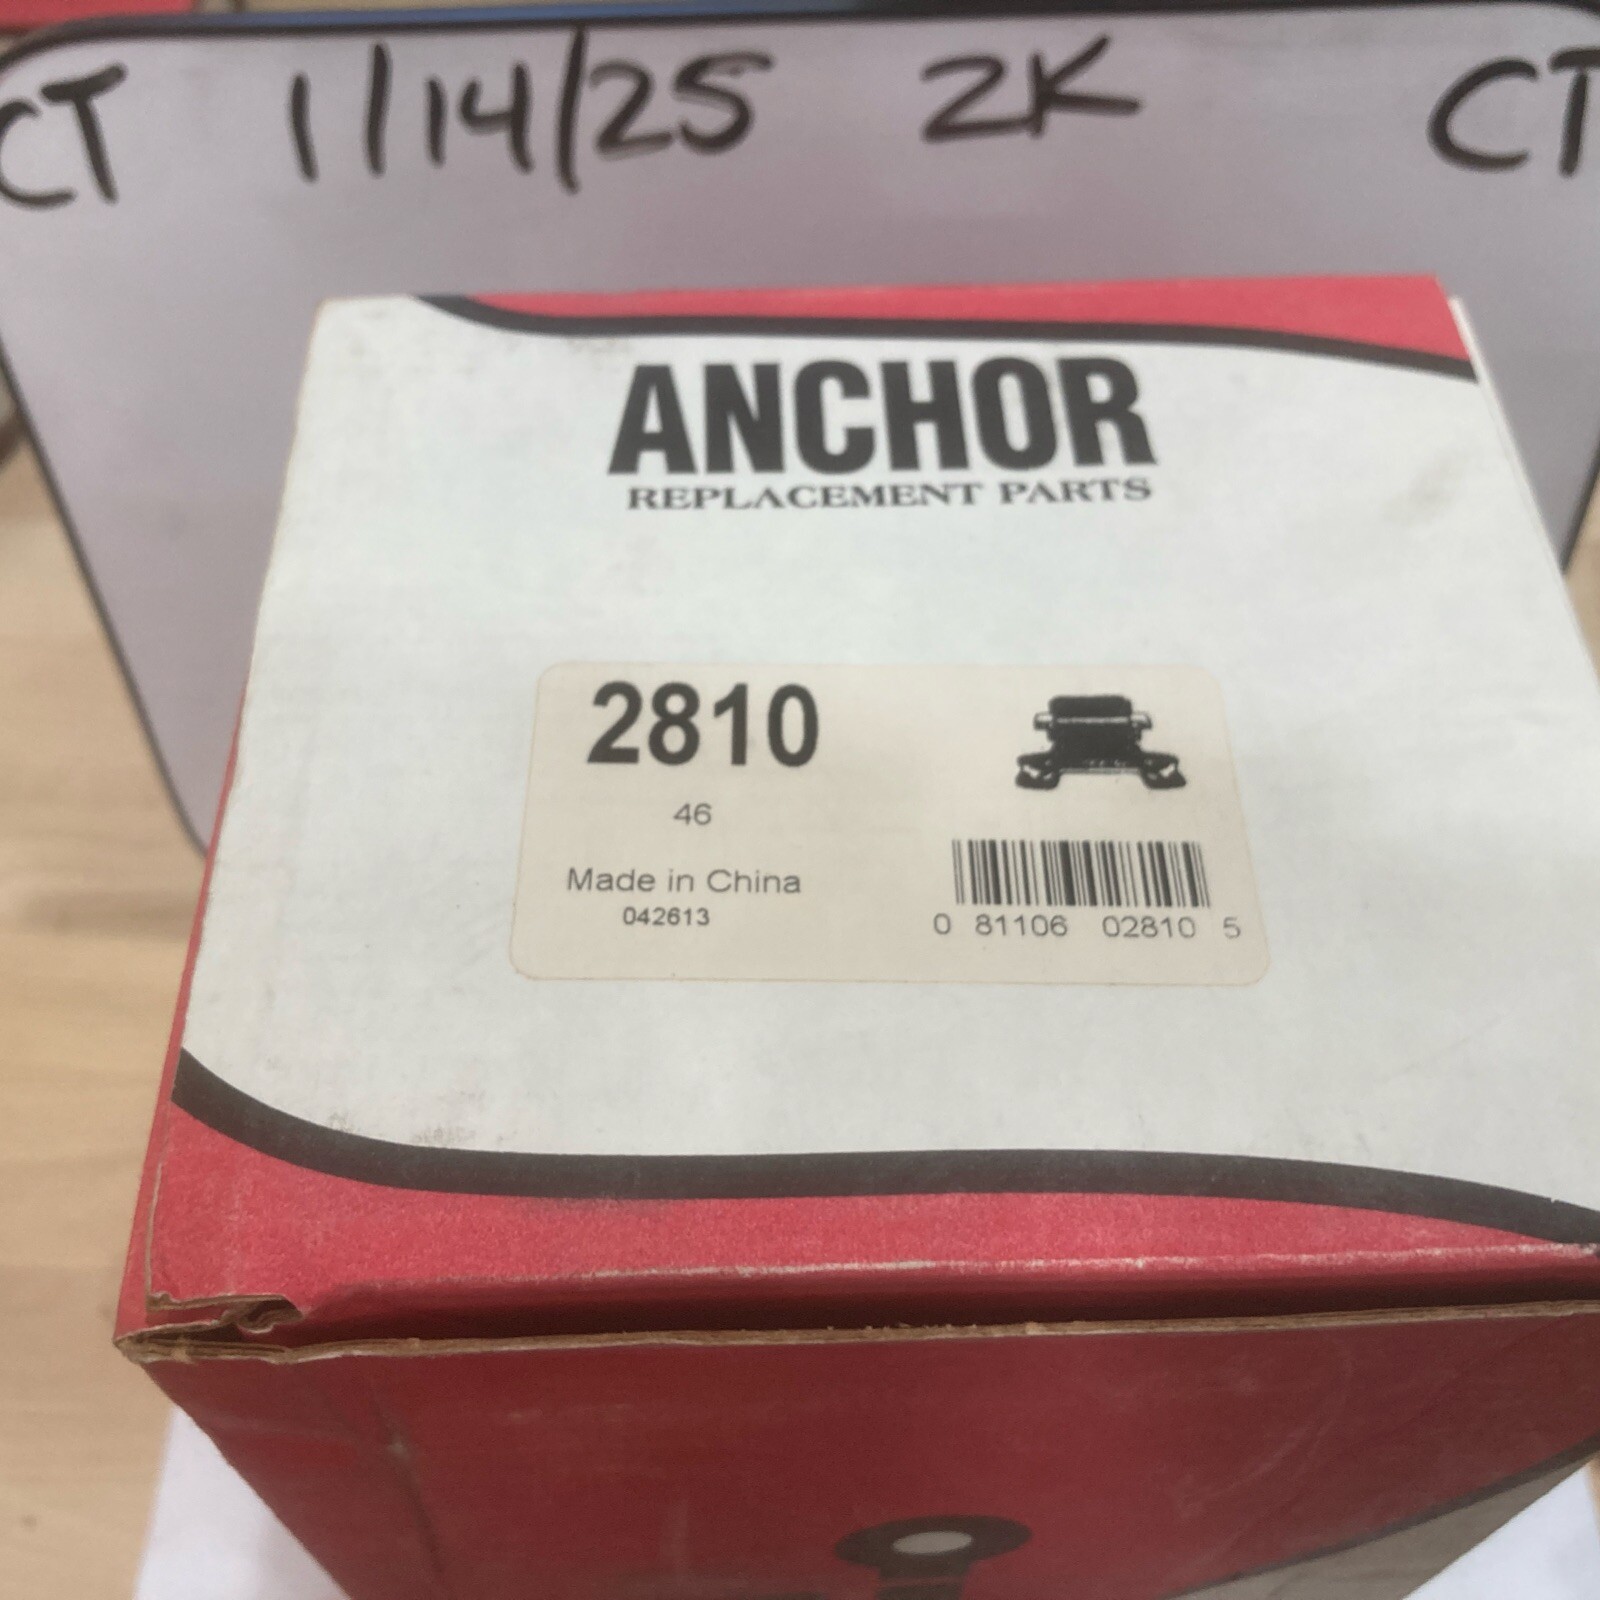 CT 1/14/25 2K CT
ANCHOR
REPLACEMENT PARTS
2810
46
Made in China
042613
0 81106 02810 5